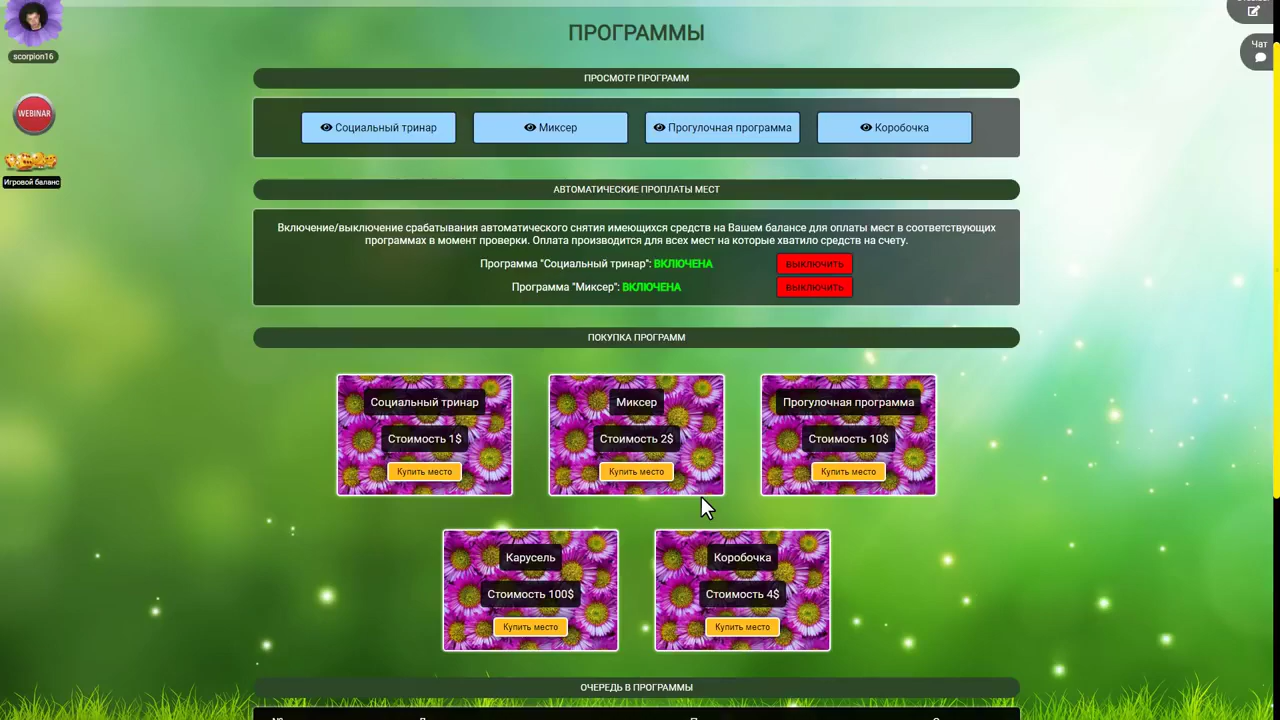 ПРОГРАММЫ
Чат
scorpion16
WEBINAR
Игровой баланс
ПРОСМОТР ПРОГРАММ
Социальный тринар
Миксер
Прогулочная программа
Коробочка
АВТОМАТИЧЕСКИЕ ПРОПЛАТЫ МЕСТ
Включение/выключение срабатывания автоматического снятия имеющихся средств на Вашем балансе для оплаты мест в соответствующих
программах в момент проверки. Оплата производится для всех мест на которые хватило средств на счету.
Программа "Социальный тринар": ВКЛЮЧЕНА ВЫКЛЮЧИТЬ
Программа "Миксер": ВКЛЮЧЕНА ВЫКЛЮЧИТЬ
ПОКУПКА ПРОГРАММ
Социальный тринар
Стоимость 1$
Купить место
Миксер
Стоимость 2$
Купить место
Прогулочная программа
Стоимость 10$
Купить место
Карусель
Стоимость 100$
Купить место
Коробочка
Стоимость 4$
Купить место
ОЧЕРЕДЬ В ПРОГРАММЫ